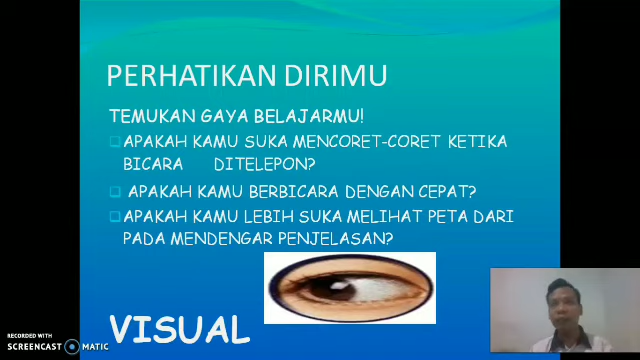 PERHATIKAN DIRIMU
TEMUKAN GAYA BELAJARMU!
APAKAH KAMU SUKA MENCORET-CORET KETIKA
BICARA DITELEPON?
APAKAH KAMU BERBICARA DENGAN CEPAT?
APAKAH KAMU LEBIH SUKA MELIHAT PETA DARI
PADA MENDENGAR PENJELASAN?
VISUAL
RECORDED WITH
SCREENCAST MATIC